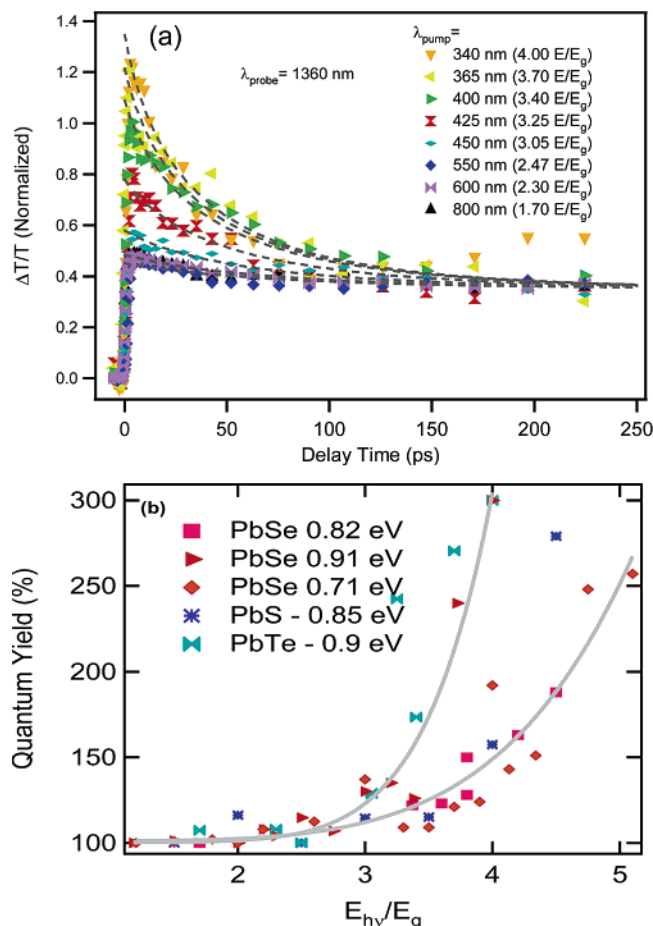 (a)
λpump=
λprobe= 1360 nm
340 nm (4.00 E/Eg)
365 nm (3.70 E/Eg)
400 nm (3.40 E/Eg)
425 nm (3.25 E/Eg)
450 nm (3.05 E/Eg)
550 nm (2.47 E/Eg)
600 nm (2.30 E/Eg)
800 nm (1.70 E/Eg)
ΔT/T (Normalized)
1.4
1.2
1.0
0.8
0.6
0.4
0.2
0.0
0 50 100 150 200 250
Delay Time (ps)
(b)
PbSe 0.82 eV
PbSe 0.91 eV
PbSe 0.71 eV
PbS - 0.85 eV
PbTe - 0.9 eV
Quantum Yield (%)
300
250
200
150
100
2 3 4 5
Ehν/Eg